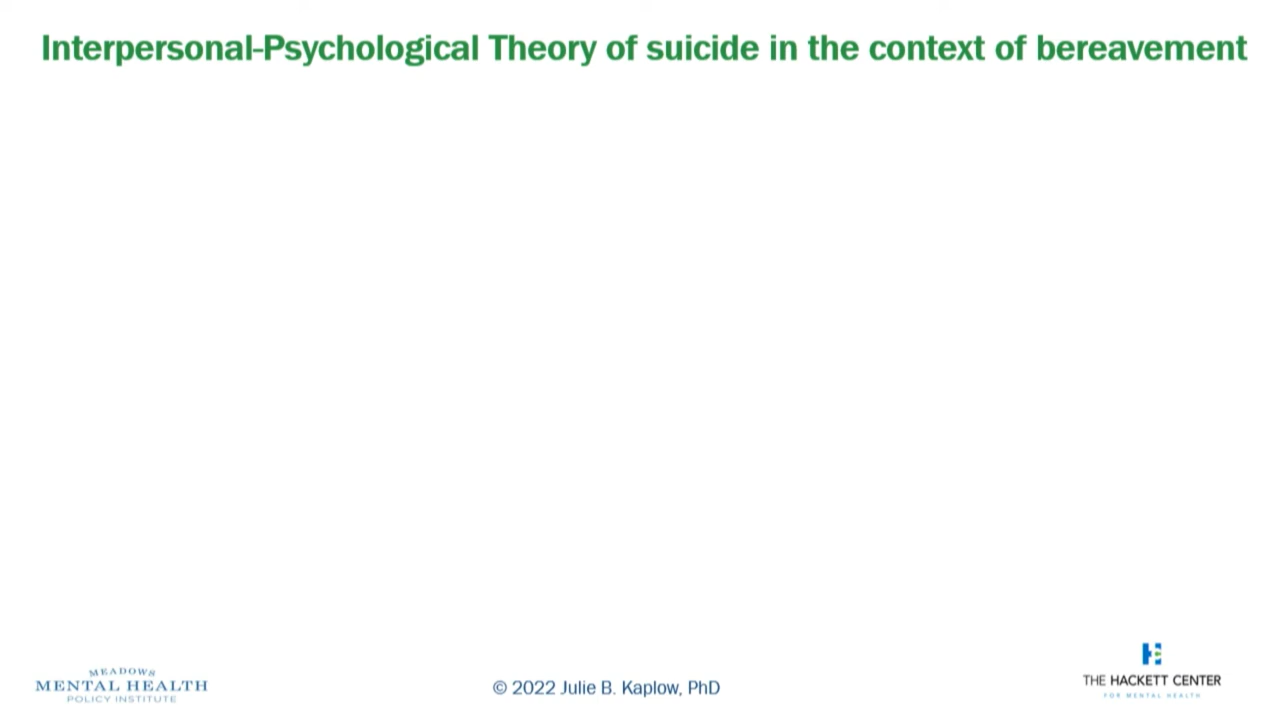 Interpersonal-Psychological Theory of suicide in the context of bereavement
MEADOWS
MENTAL HEALTH
POLICY INSTITUTE
© 2022 Julie B. Kaplow, PhD
THE HACKETT CENTER
FOR MENTAL HEALTH